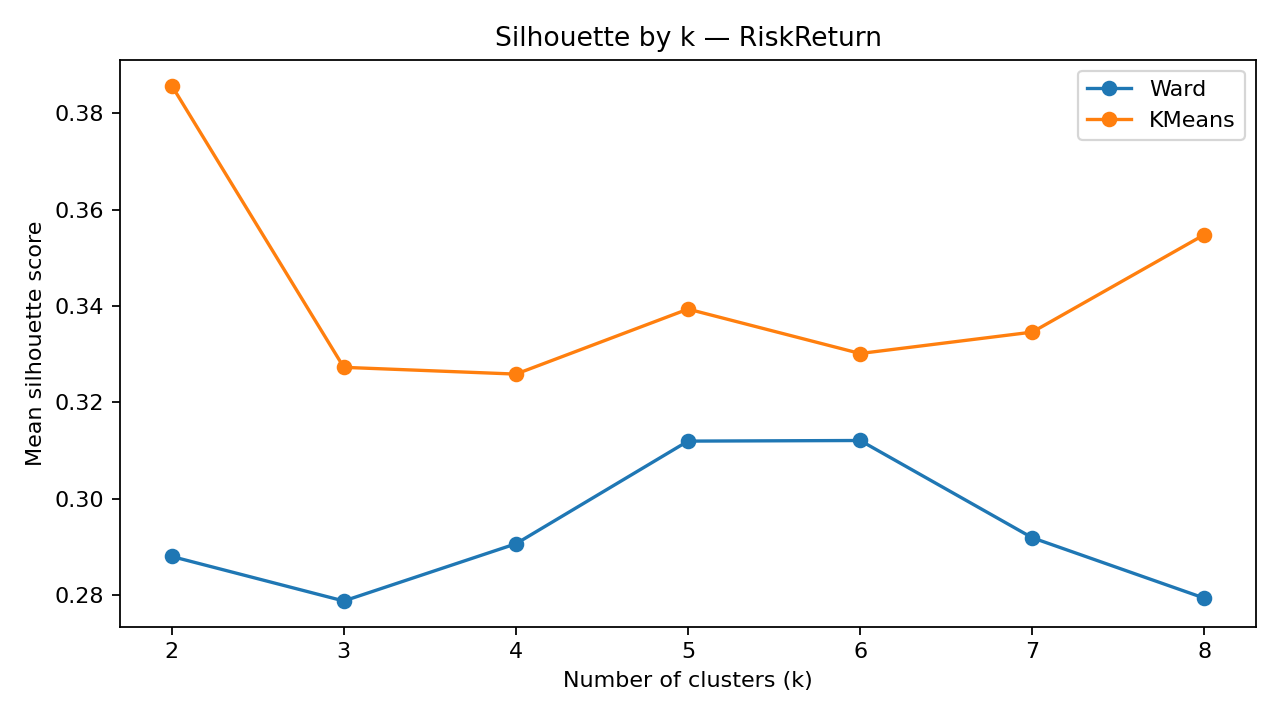 Silhouette by k — RiskReturn
Ward
KMeans
Mean silhouette score
0.38
0.36
0.34
0.32
0.30
0.28
2 3 4 5 6 7 8
Number of clusters (k)